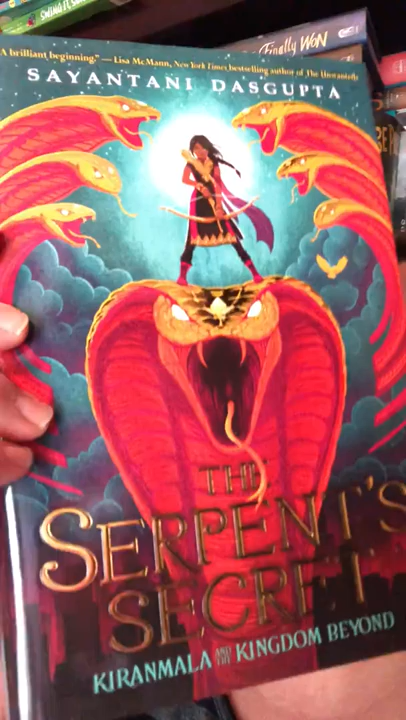 Finally WON
"A brilliant beginning." — Lisa McMann, New York Times bestselling author of The Unwanteds
SAYANTANI DASGUPTA
THE
SERPENT'S
SECRET
KIRANMALA AND THE KINGDOM BEYOND